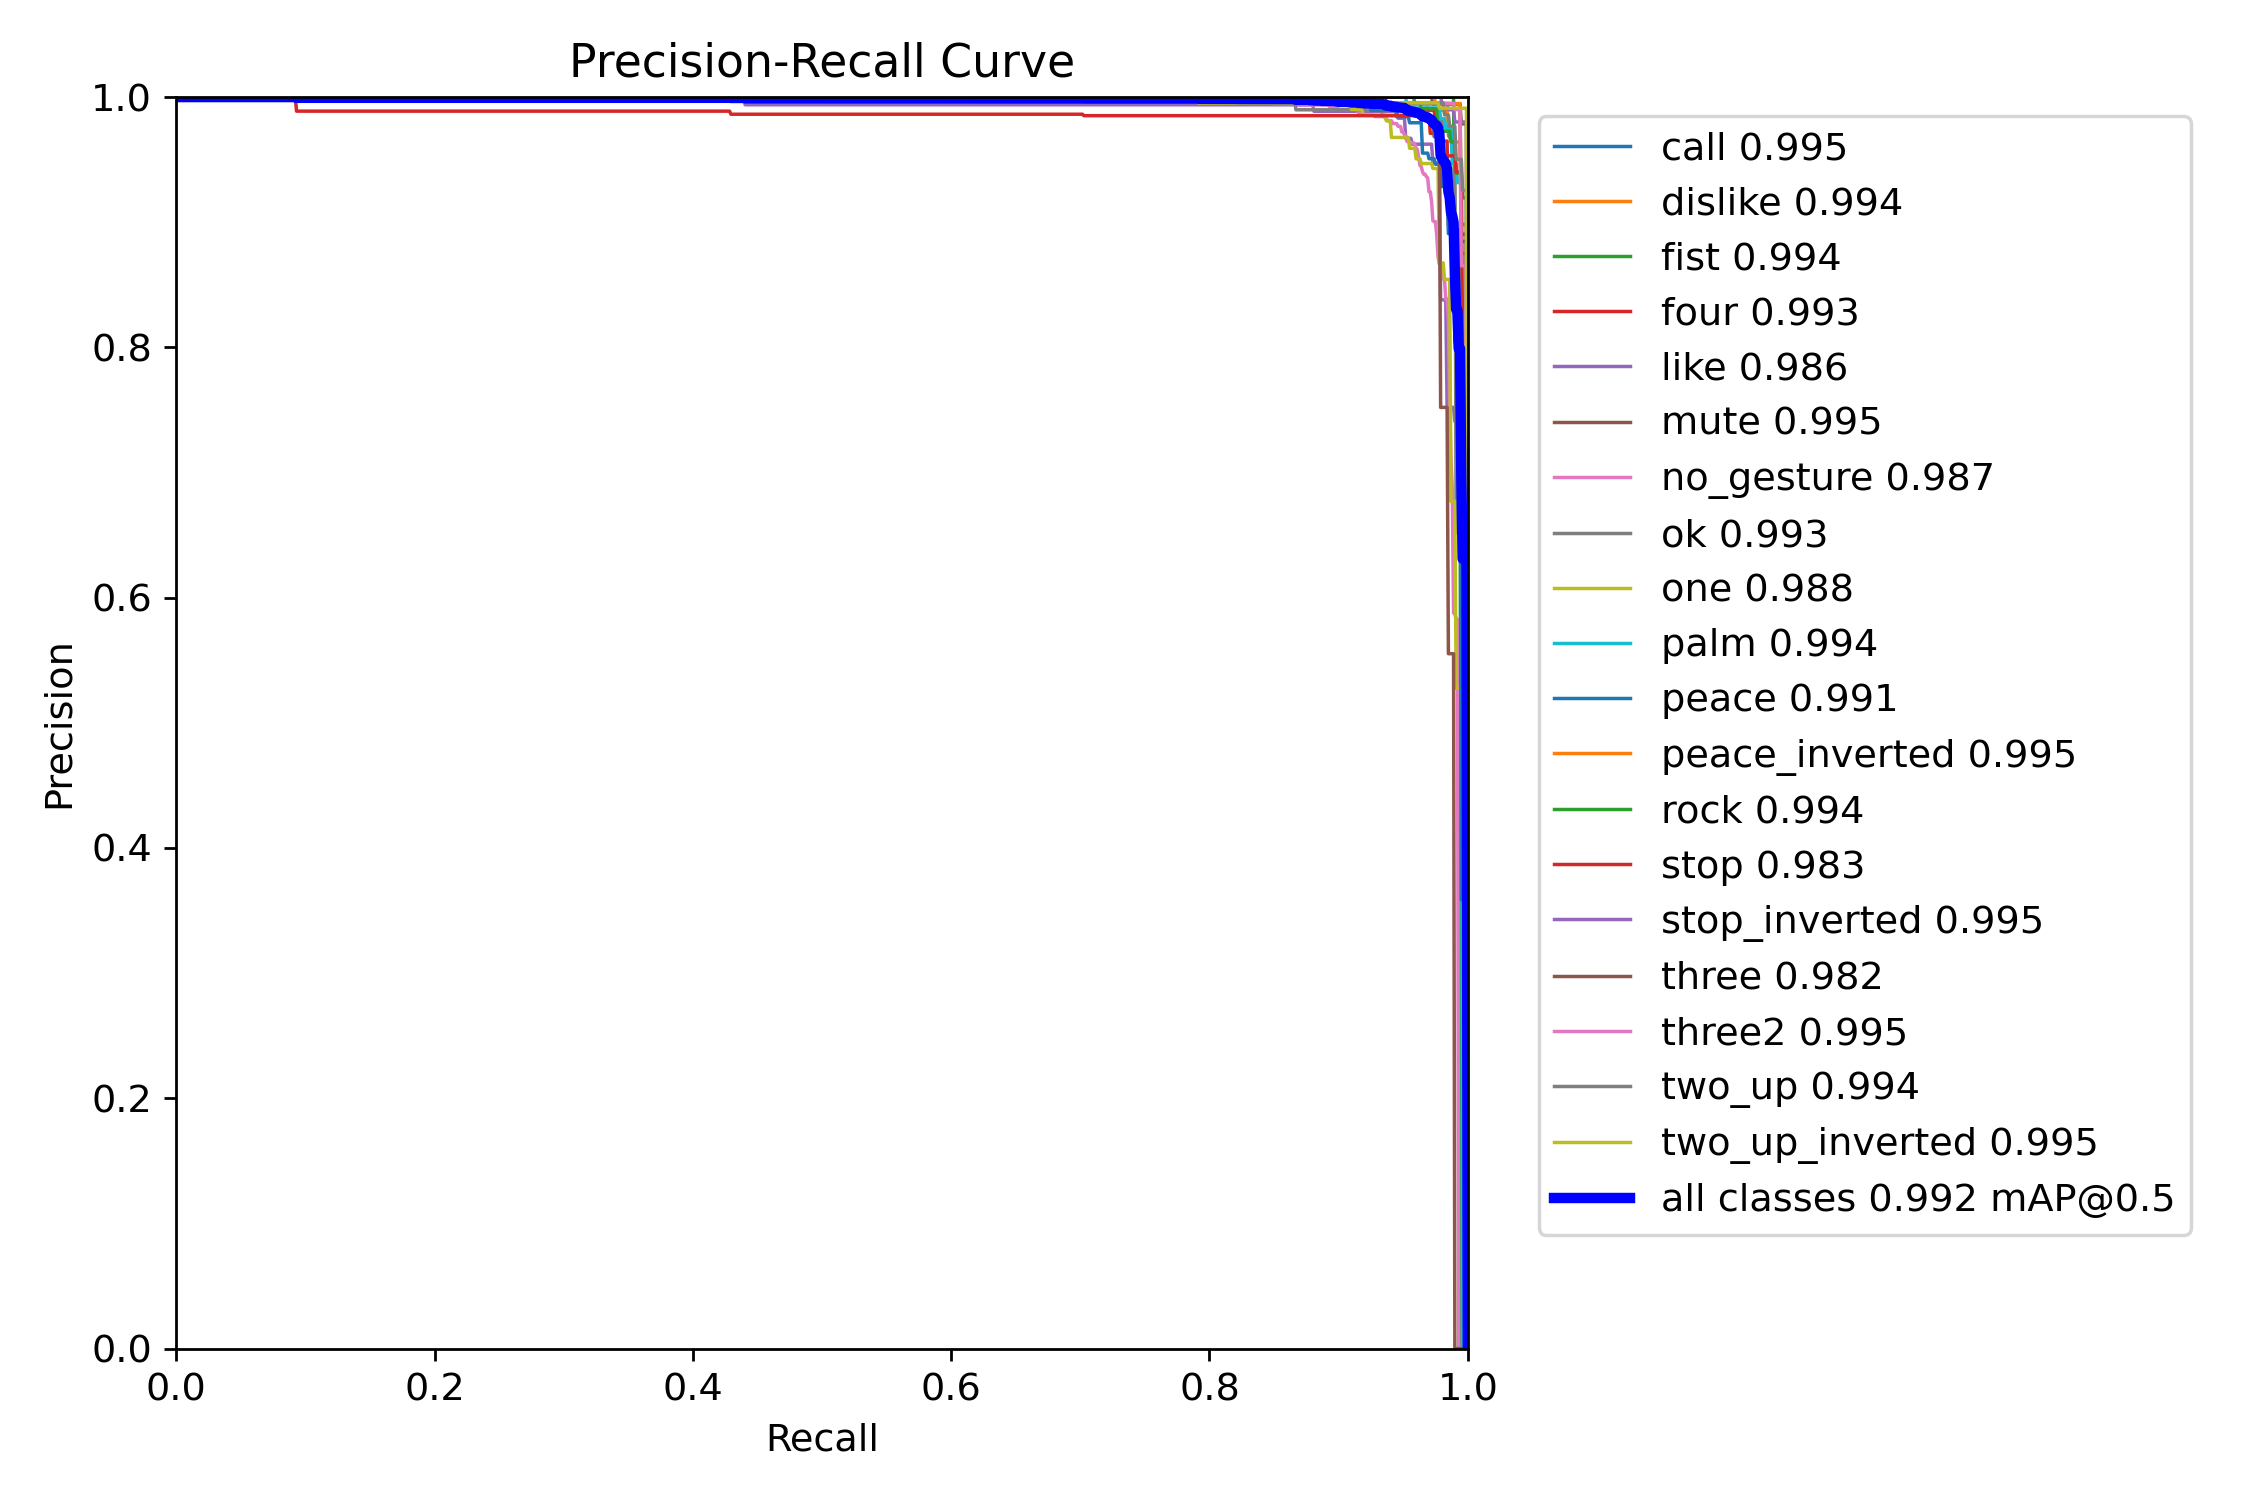 Precision-Recall Curve
1.0
0.8
0.6
0.4
0.2
0.0
Precision
0.0 0.2 0.4 0.6 0.8 1.0
Recall
call 0.995
dislike 0.994
fist 0.994
four 0.993
like 0.986
mute 0.995
no_gesture 0.987
ok 0.993
one 0.988
palm 0.994
peace 0.991
peace_inverted 0.995
rock 0.994
stop 0.983
stop_inverted 0.995
three 0.982
three2 0.995
two_up 0.994
two_up_inverted 0.995
all classes 0.992 mAP@0.5